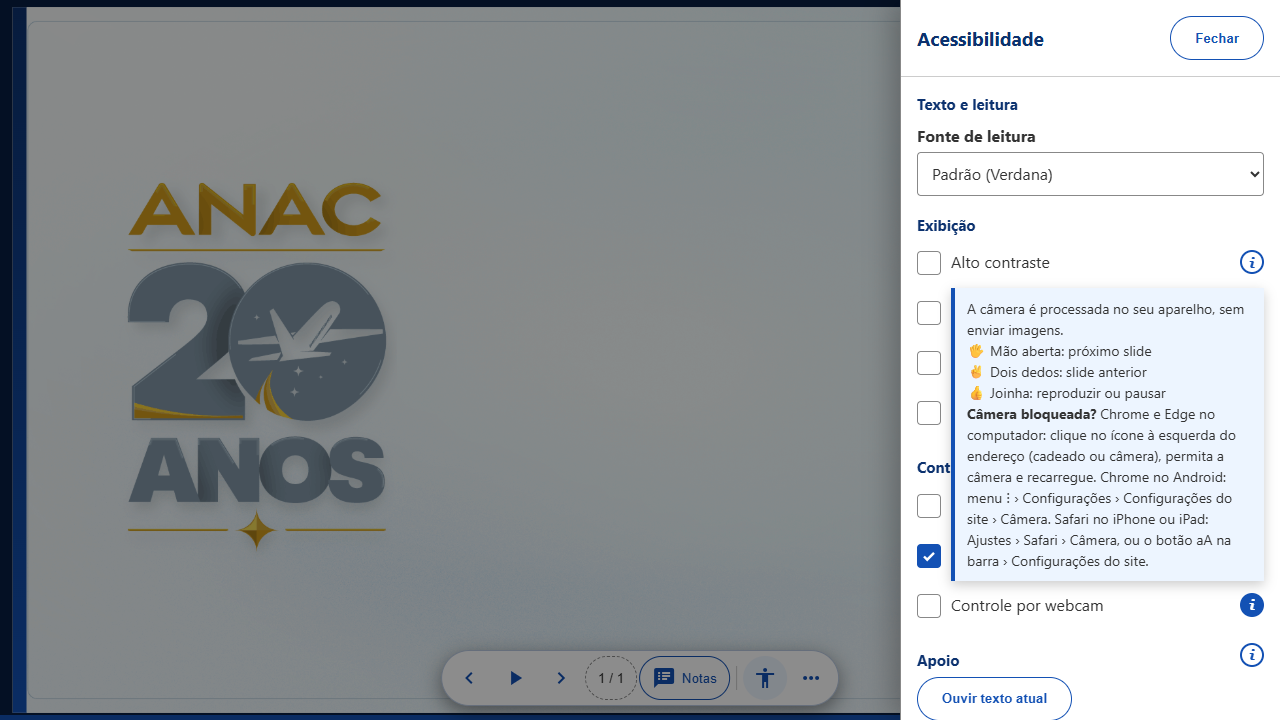 ANAC
20
ANOS
1 / 1
Notas
Acessibilidade
Fechar
Texto e leitura
Fonte de leitura
Padrão (Verdana)
Exibição
Alto contraste
A câmera é processada no seu aparelho, sem
enviar imagens.
🖐 Mão aberta: próximo slide
✌ Dois dedos: slide anterior
👍 Joinha: reproduzir ou pausar
Câmera bloqueada? Chrome e Edge no
computador: clique no ícone à esquerda do
endereço (cadeado ou câmera), permita a
câmera e recarregue. Chrome no Android:
menu ⋮ › Configurações › Configurações do
site › Câmera. Safari no iPhone ou iPad:
Ajustes › Safari › Câmera, ou o botão aA na
barra › Configurações do site.
Cont
Controle por webcam
Apoio
Ouvir texto atual